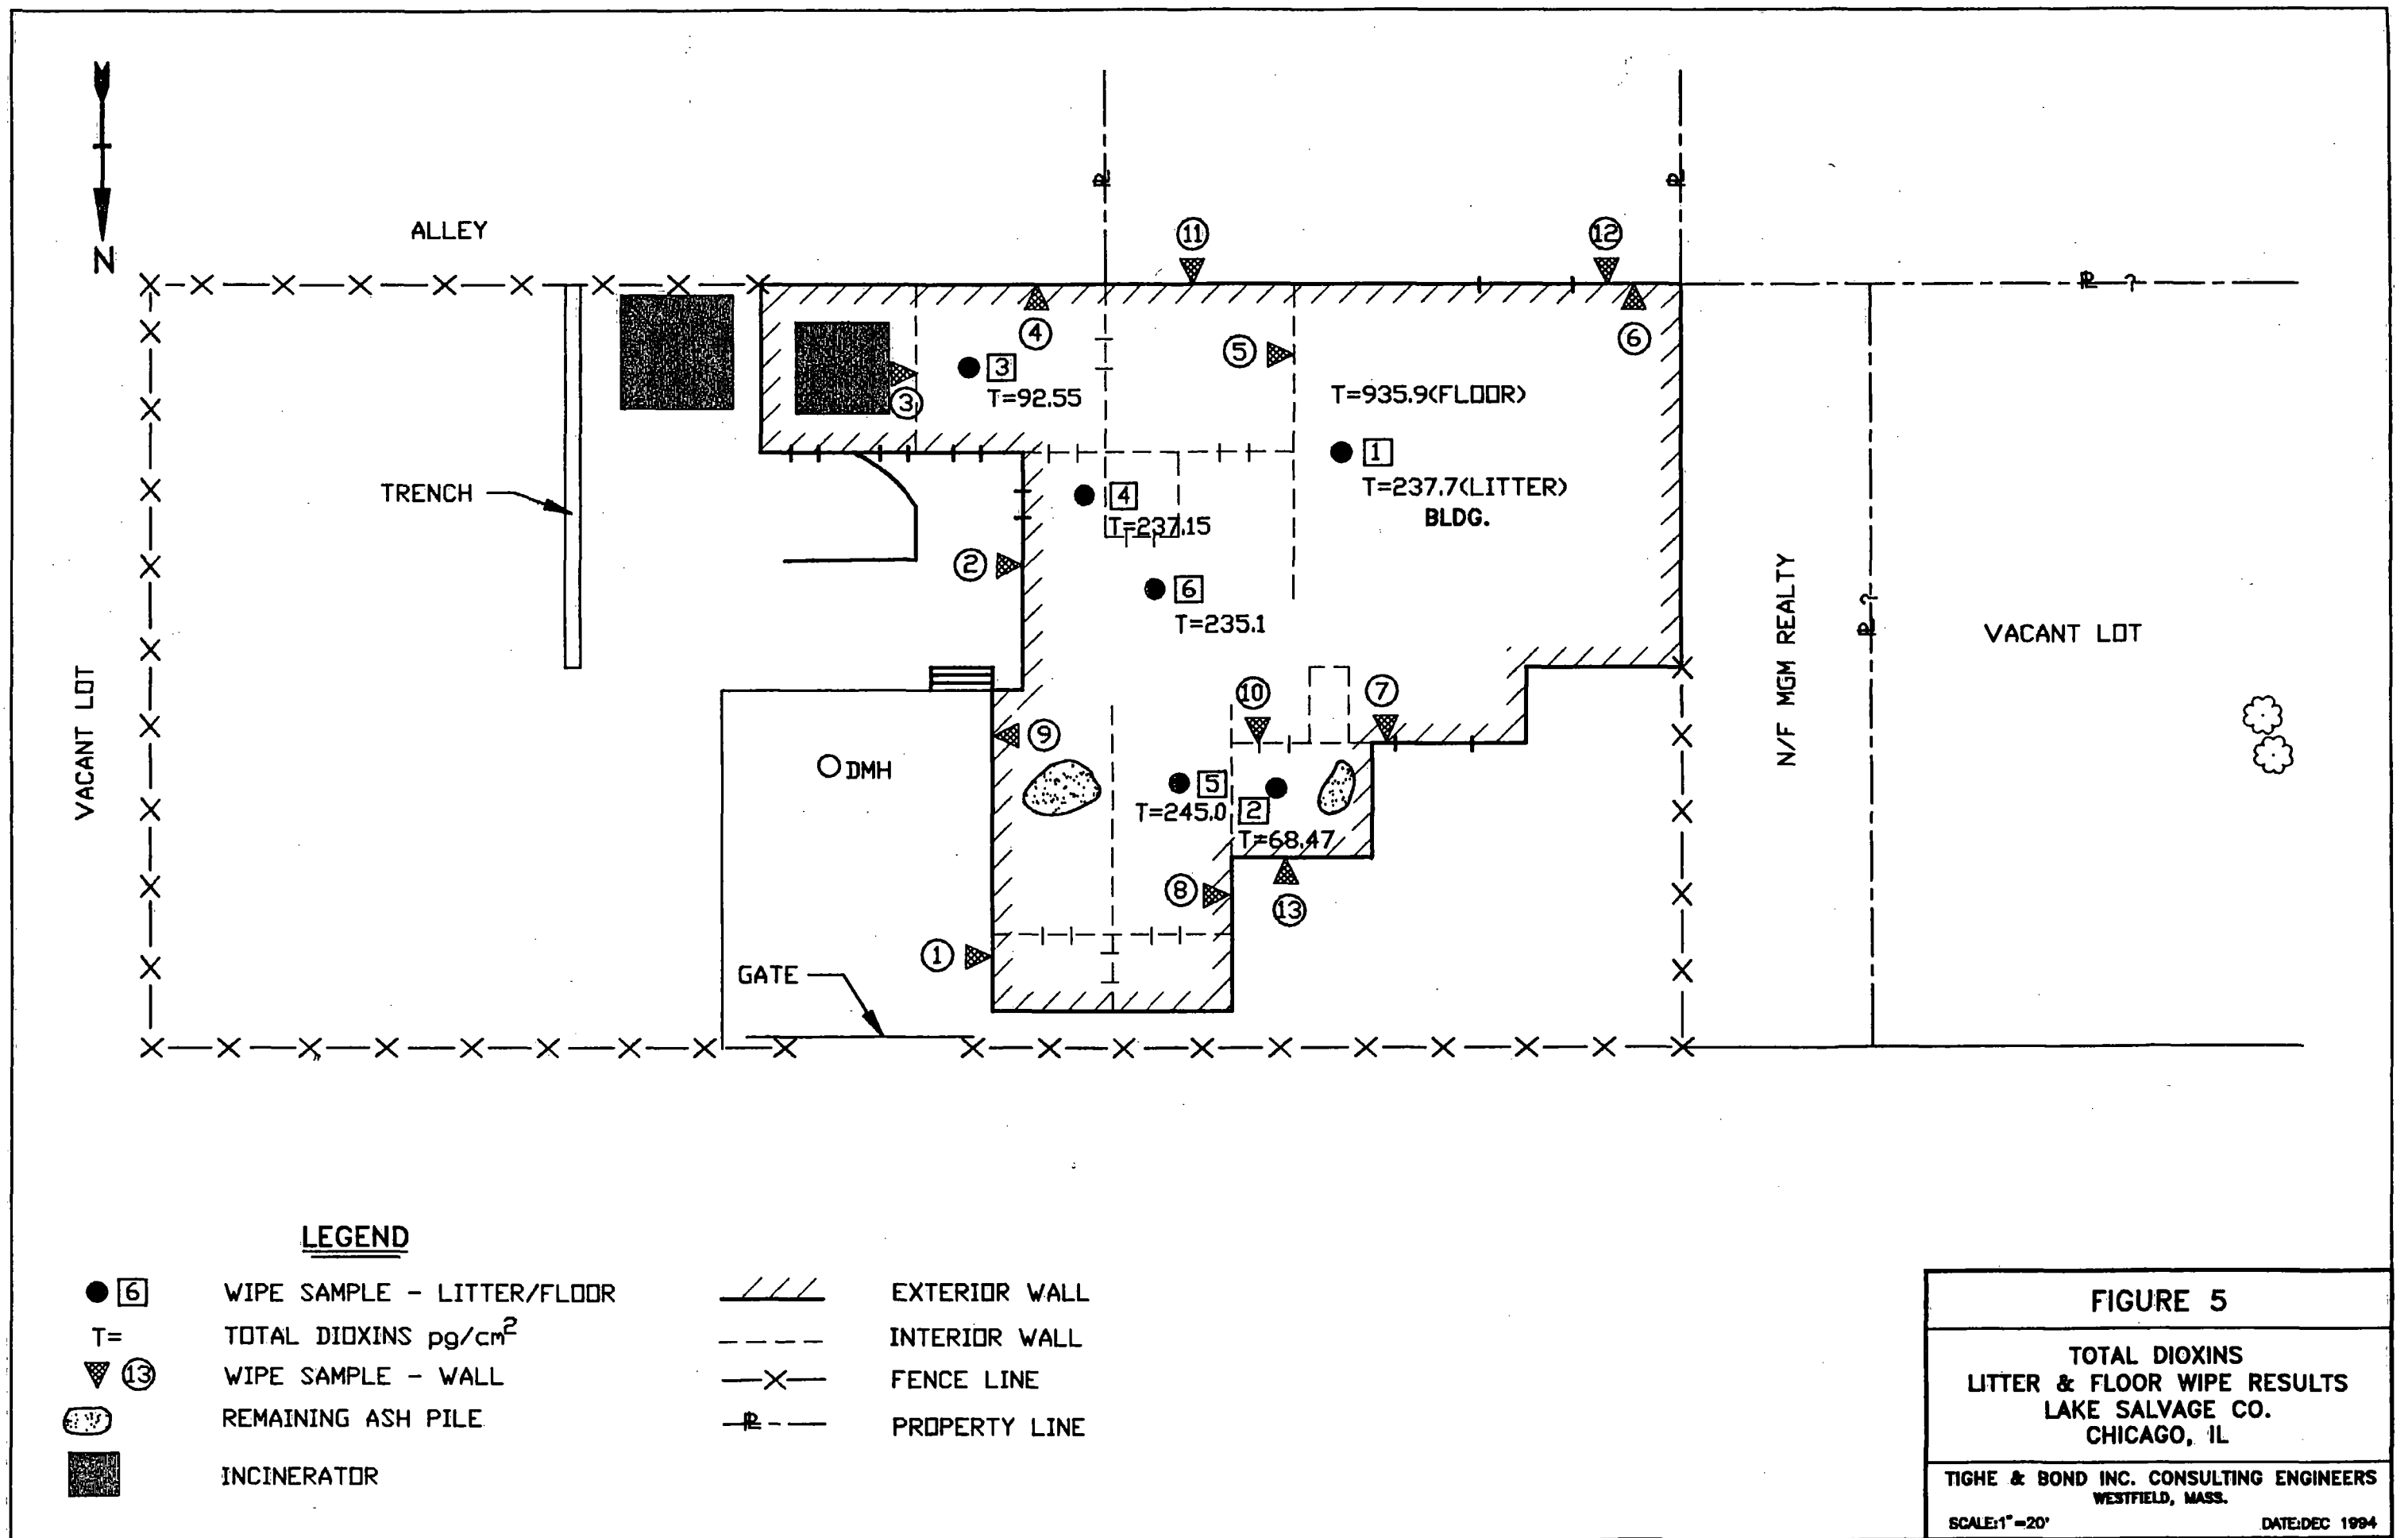 N
ALLEY
11
12
4
3
T=92.55
3
5
6
T=935.9(FLOOR)
1
T=237.7(LITTER)
BLDG.
TRENCH
4
T=237.15
2
6
T=235.1
VACANT LOT
N/F MGM REALTY
VACANT LOT
10
7
9
DMH
5
T=245.0
2
T=68.47
8
13
1
GATE
PL ?
PL ?
PL
PL
LEGEND
6 WIPE SAMPLE - LITTER/FLOOR
T= TOTAL DIOXINS pg/cm²
13 WIPE SAMPLE - WALL
REMAINING ASH PILE
INCINERATOR
EXTERIOR WALL
INTERIOR WALL
FENCE LINE
PL PROPERTY LINE
FIGURE 5
TOTAL DIOXINS
LITTER & FLOOR WIPE RESULTS
LAKE SALVAGE CO.
CHICAGO, IL
TIGHE & BOND INC. CONSULTING ENGINEERS
WESTFIELD, MASS.
SCALE:1"=20' DATE:DEC 1994